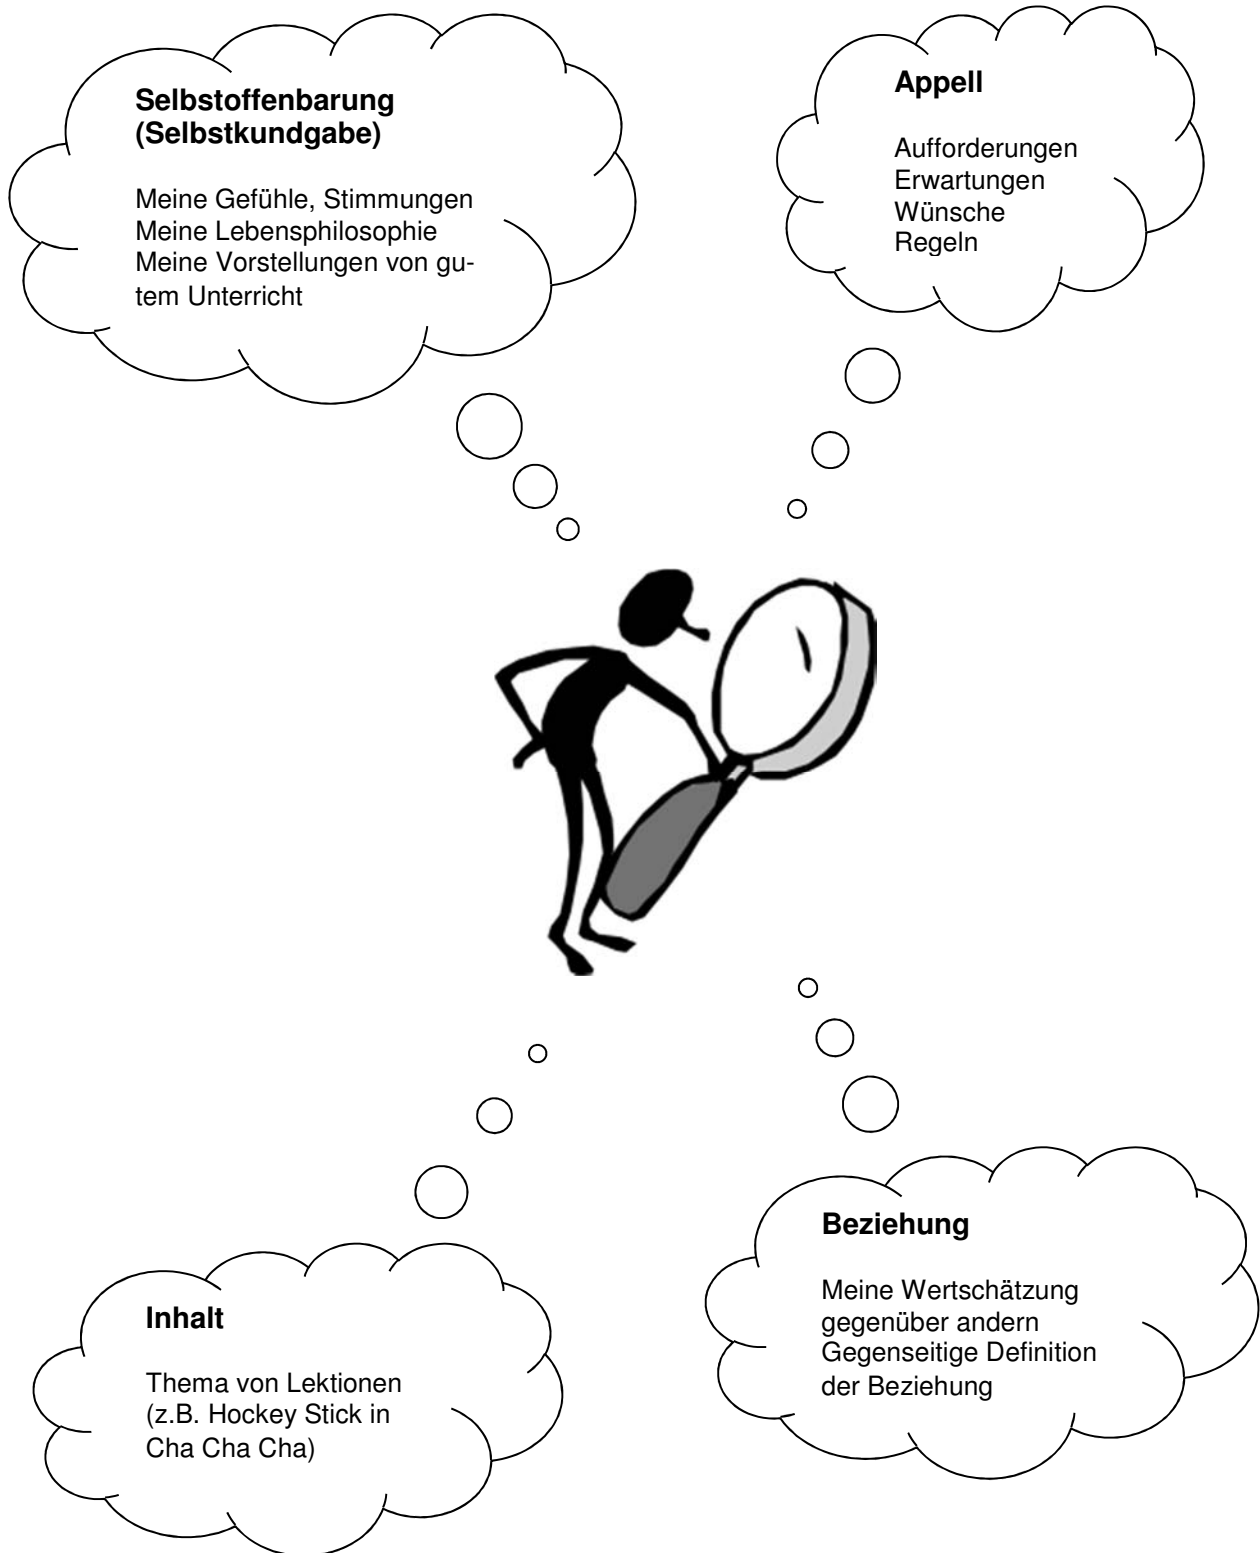 Selbstoffenbarung
(Selbstkundgabe)
Meine Gefühle, Stimmungen
Meine Lebensphilosophie
Meine Vorstellungen von gu-
tem Unterricht
Appell
Aufforderungen
Erwartungen
Wünsche
Regeln
Inhalt
Thema von Lektionen
(z.B. Hockey Stick in
Cha Cha Cha)
Beziehung
Meine Wertschätzung
gegenüber andern
Gegenseitige Definition
der Beziehung